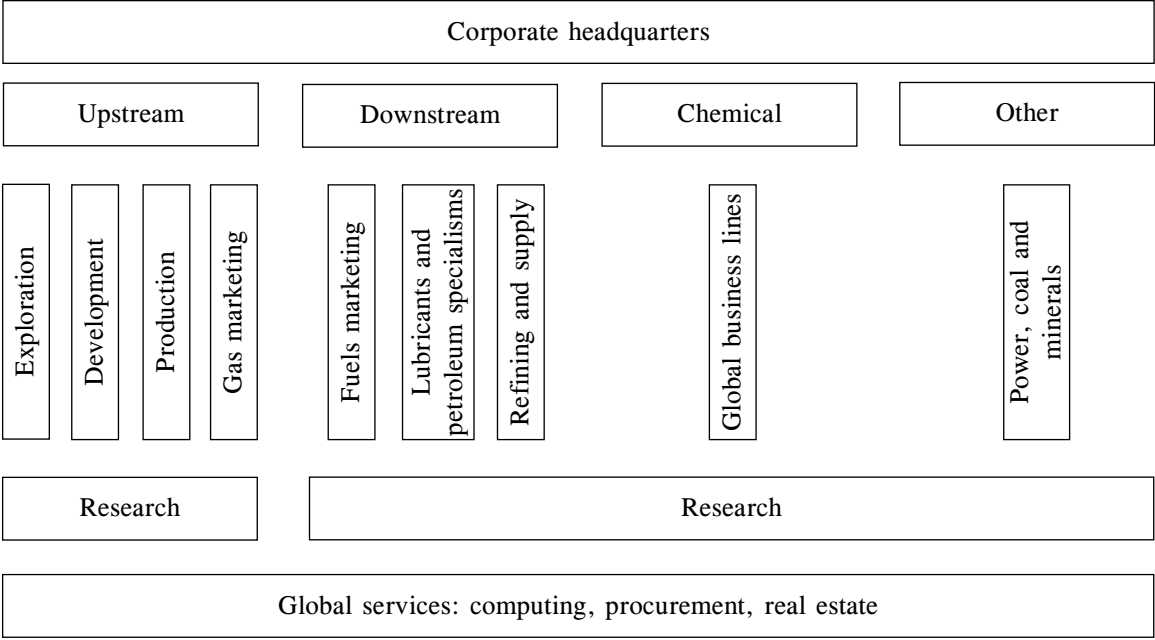 Corporate headquarters
Upstream
Downstream
Chemical
Other
Exploration
Development
Production
Gas marketing
Fuels marketing
Lubricants and
petroleum specialisms
Refining and supply
Global business lines
Power, coal and
minerals
Research
Research
Global services: computing, procurement, real estate